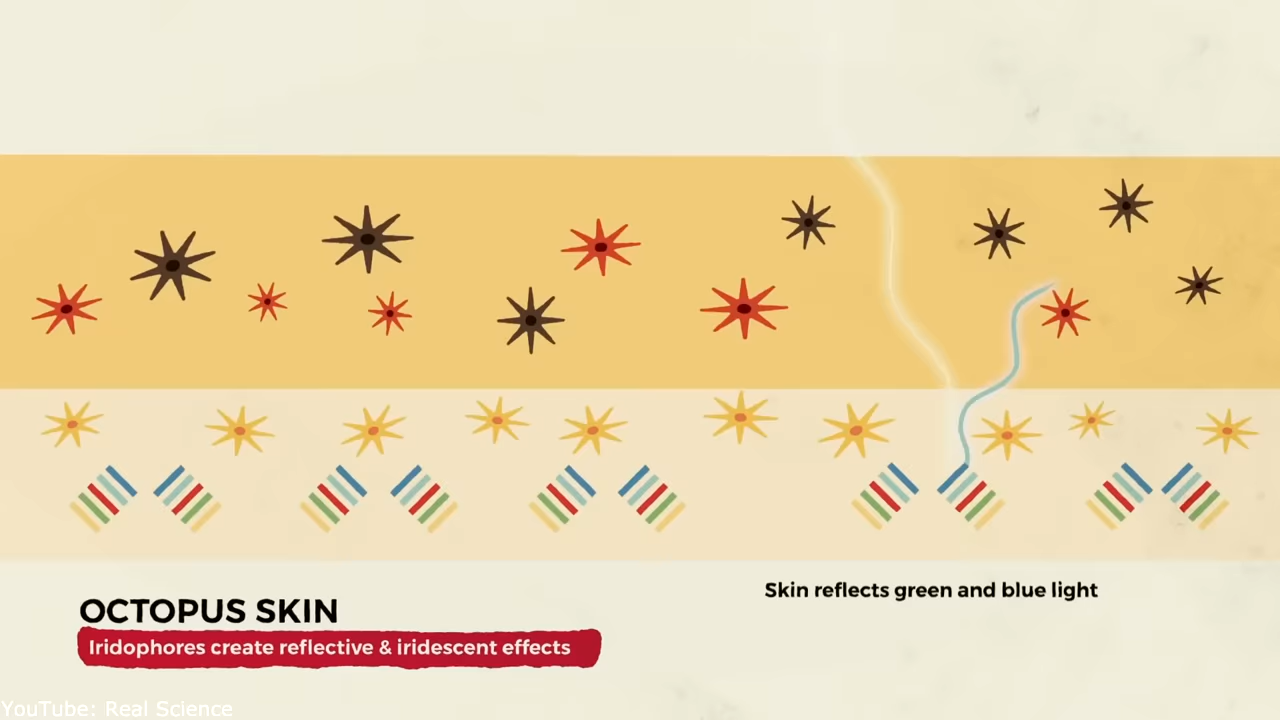 Skin reflects green and blue light
OCTOPUS SKIN
Iridophores create reflective & iridescent effects
YouTube: Real Science